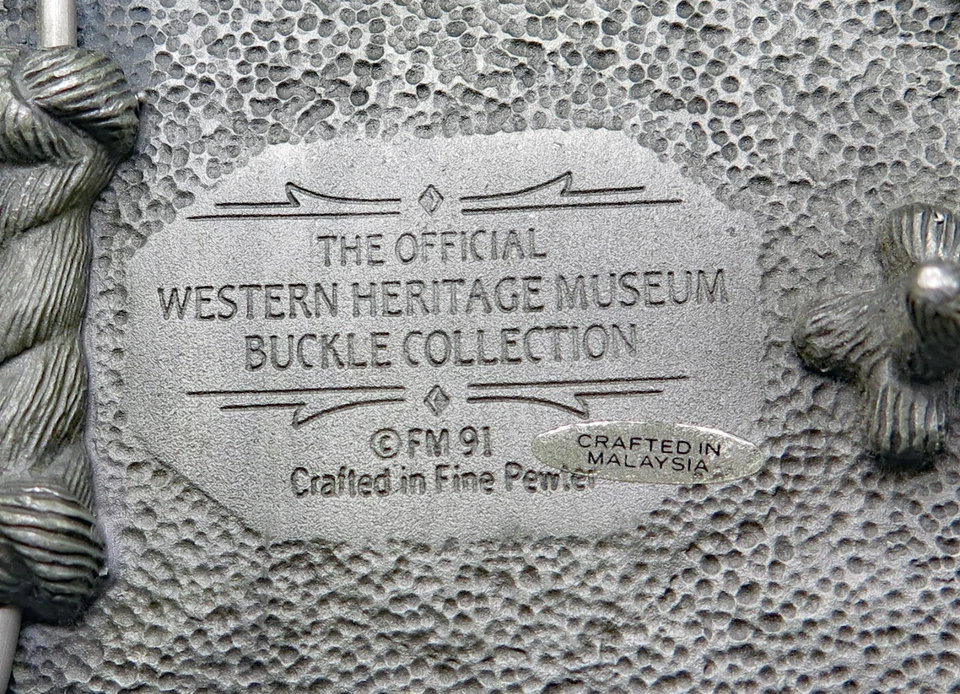 THE OFFICIAL
WESTERN HERITAGE MUSEUM
BUCKLE COLLECTION
©FM 91
Crafted in Fine Pewter
CRAFTED IN
MALAYSIA